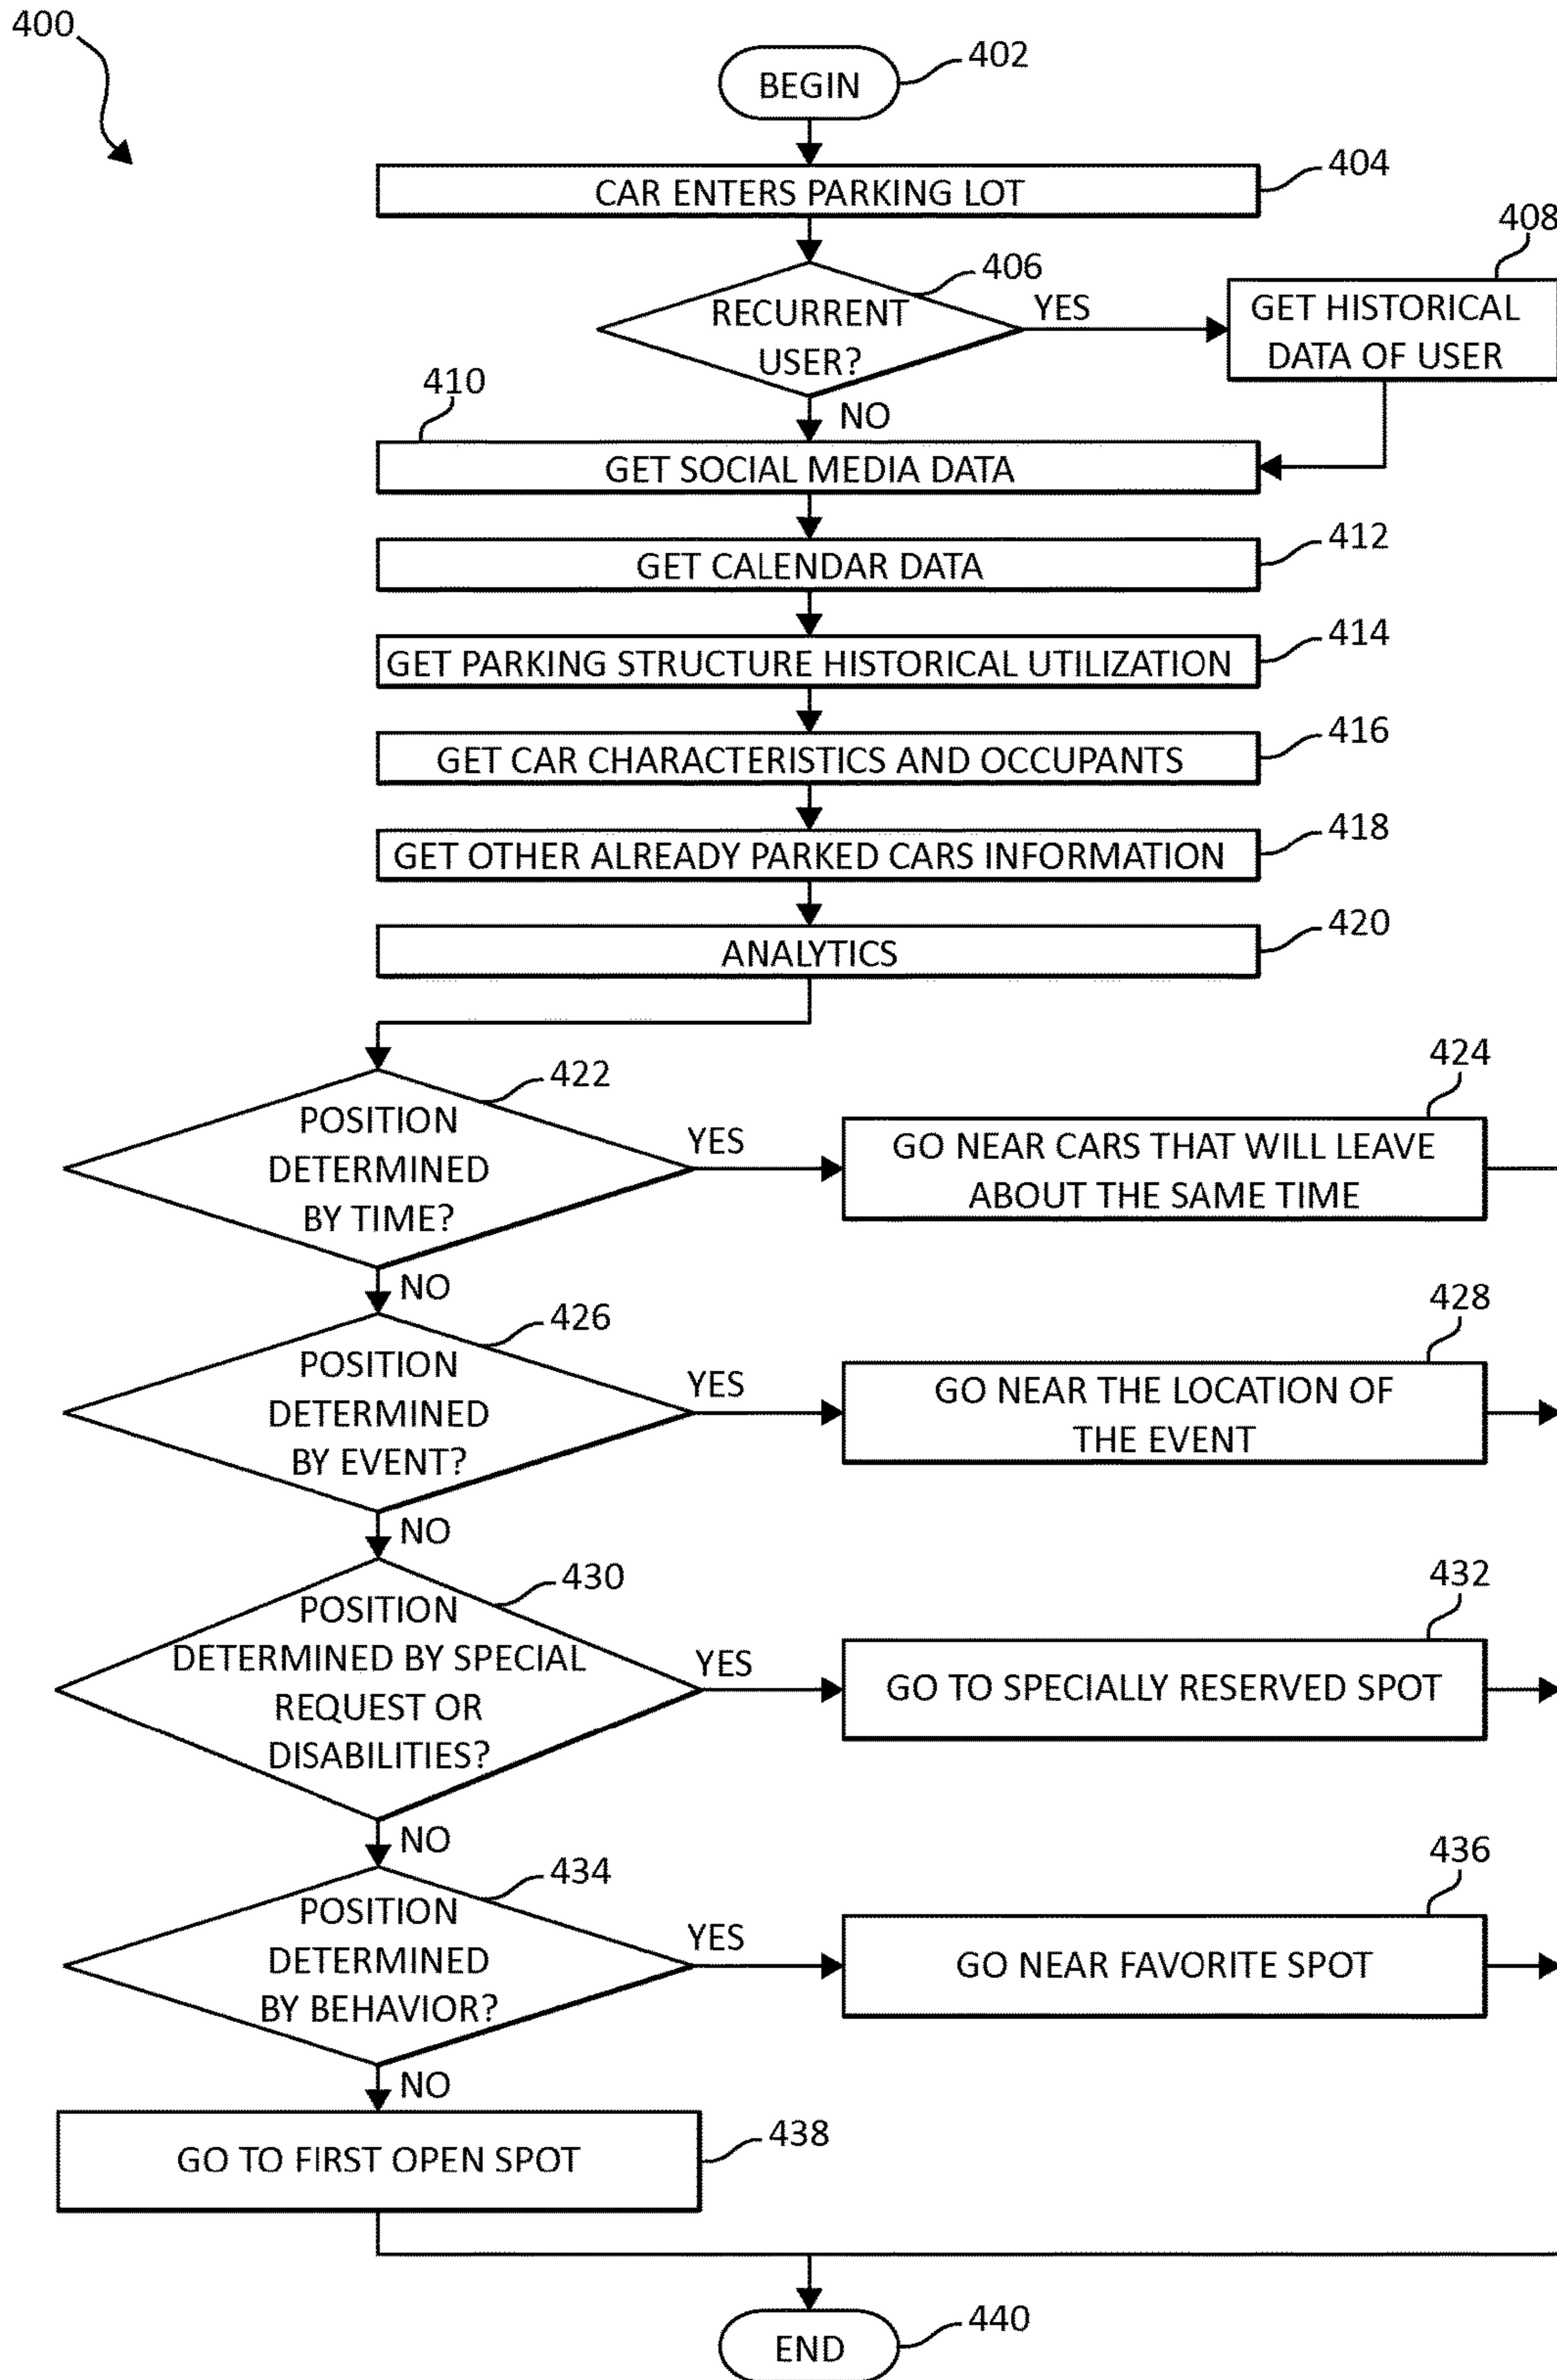 400
BEGIN
402
CAR ENTERS PARKING LOT
404
RECURRENT
USER?
406
YES
408
GET HISTORICAL
DATA OF USER
NO
410
GET SOCIAL MEDIA DATA
GET CALENDAR DATA
412
GET PARKING STRUCTURE HISTORICAL UTILIZATION
414
GET CAR CHARACTERISTICS AND OCCUPANTS
416
GET OTHER ALREADY PARKED CARS INFORMATION
418
ANALYTICS
420
422
POSITION
DETERMINED
BY TIME?
YES
424
GO NEAR CARS THAT WILL LEAVE
ABOUT THE SAME TIME
NO
426
POSITION
DETERMINED
BY EVENT?
YES
428
GO NEAR THE LOCATION OF
THE EVENT
NO
430
POSITION
DETERMINED BY SPECIAL
REQUEST OR
DISABILITIES?
YES
432
GO TO SPECIALLY RESERVED SPOT
NO
434
POSITION
DETERMINED
BY BEHAVIOR?
YES
436
GO NEAR FAVORITE SPOT
NO
GO TO FIRST OPEN SPOT
438
END
440